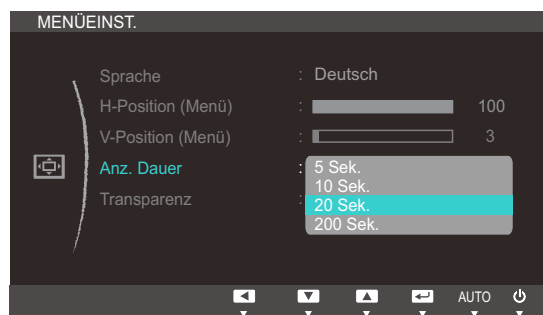 MENÜEINST.
Sprache : Deutsch
H-Position (Menü) : 100
V-Position (Menü) : 3
Anz. Dauer : 5 Sek.
10 Sek.
Transparenz : 20 Sek.
200 Sek.
AUTO